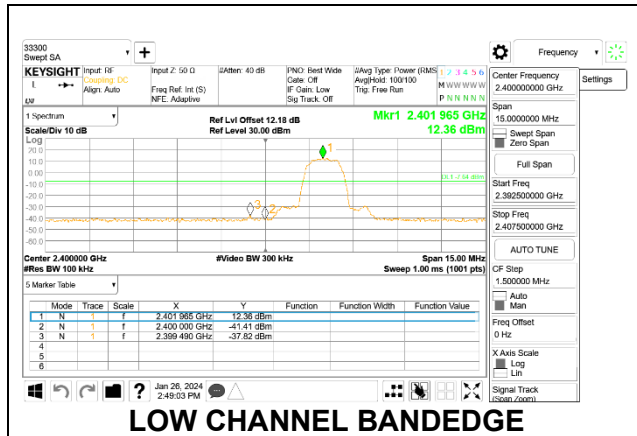 33300
Swept SA
Frequency
Settings
KEYSIGHT
Input: RF
Coupling: DC
Align: Auto
Input Z: 50 Ω
Freq Ref: Int (S)
NFE: Adaptive
#Atten: 40 dB
PNO: Best Wide
Gate: Off
IF Gain: Low
Sig Track: Off
#Avg Type: Power (RMS
Avg|Hold: 100/100
Trig: Free Run
1 2 3 4 5 6
M W W W W W
P N N N N N
L
1 Spectrum
Scale/Div 10 dB
Ref Lvl Offset 12.18 dB
Ref Level 30.00 dBm
Mkr1 2.401 965 GHz
12.36 dBm
Log
20.0
10.0
0.00
-10.0
-20.0
-30.0
-40.0
-50.0
-60.0
1
3
2
Center 2.400000 GHz
#Res BW 100 kHz
#Video BW 300 kHz
Span 15.00 MHz
Sweep 1.00 ms (1001 pts)
5 Marker Table
Mode Trace Scale X Y Function Function Width Function Value
1 N 1 f 2.401 965 GHz 12.36 dBm
2 N 1 f 2.400 000 GHz -41.41 dBm
3 N 1 f 2.399 490 GHz -37.82 dBm
4
5
6
Center Frequency
2.400000000 GHz
Span
15.0000000 MHz
Swept Span
Zero Span
Full Span
Start Freq
2.392500000 GHz
Stop Freq
2.407500000 GHz
AUTO TUNE
CF Step
1.500000 MHz
Auto
Man
Freq Offset
0 Hz
X Axis Scale
Log
Lin
Signal Track
(Span Zoom)
?
Jan 26, 2024
2:49:03 PM
LOW CHANNEL BANDEDGE